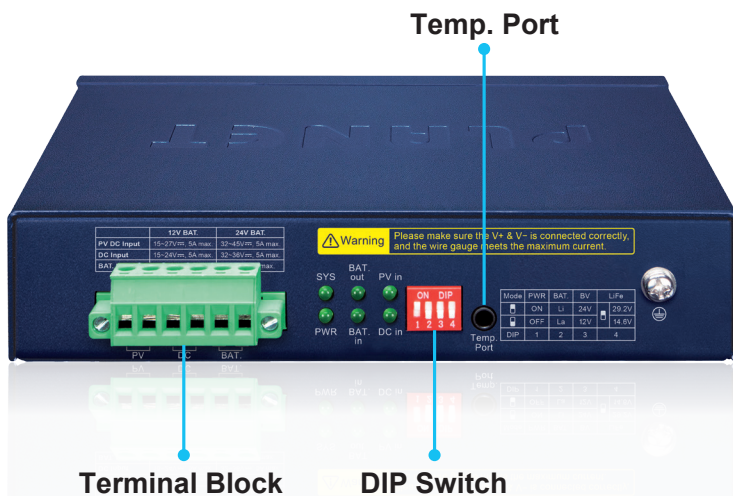 Temp. Port
PLANET
12V BAT. 24V BAT.
PV DC Input 15~27V⎓, 5A max. 32~45V⎓, 5A max.
DC Input 15~24V⎓, 5A max. 32~36V⎓, 5A max.
BAT. max.
Warning
Please make sure the V+ & V− is connected correctly,
and the wire gauge meets the maximum current.
SYS BAT. out PV in
PWR BAT. in DC in
ON DIP
1 2 3 4
Temp.
Port
Mode PWR BAT. BV. LiFe
ON Li 24V 29.2V
OFF La 12V 14.6V
DIP 1 2 3 4
PV DC BAT.
Terminal Block DIP Switch